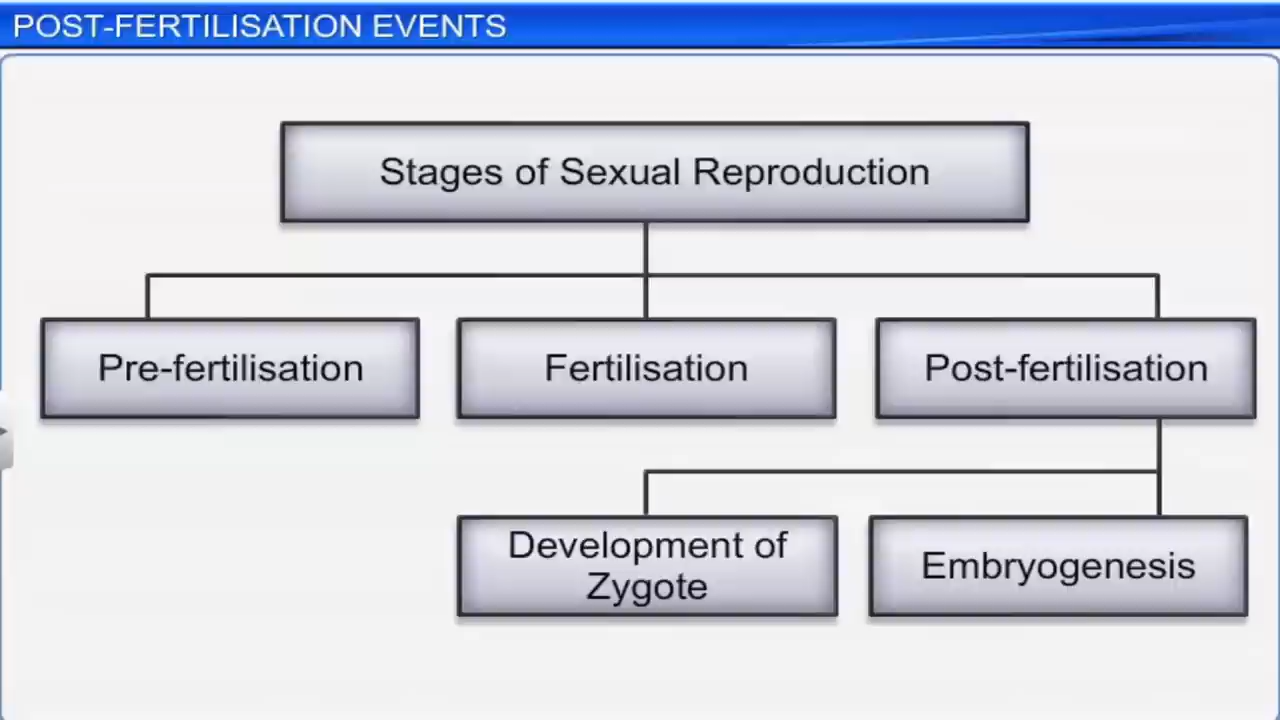 POST-FERTILISATION EVENTS
Stages of Sexual Reproduction
Pre-fertilisation
Fertilisation
Post-fertilisation
Development of
Zygote
Embryogenesis